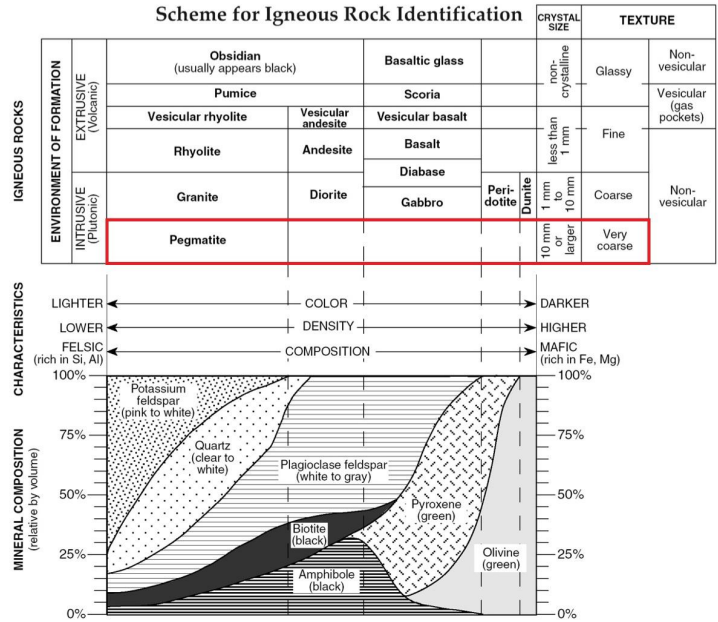 Scheme for Igneous Rock Identification
CRYSTAL
SIZE
TEXTURE
IGNEOUS ROCKS
ENVIRONMENT OF FORMATION
EXTRUSIVE
(Volcanic)
INTRUSIVE
(Plutonic)
Obsidian
(usually appears black)
Basaltic glass
non-
crystalline
Glassy
Non-
vesicular
Pumice
Scoria
Vesicular
(gas
pockets)
Vesicular rhyolite
Vesicular
andesite
Vesicular basalt
less than
1 mm
Fine
Rhyolite
Andesite
Basalt
Diabase
Granite
Diorite
Gabbro
Peri-
dotite
Dunite
1 mm
to
10 mm
Coarse
Non-
vesicular
Pegmatite
10 mm
or
larger
Very
coarse
CHARACTERISTICS
LIGHTER
COLOR
DARKER
LOWER
DENSITY
HIGHER
FELSIC
(rich in Si, Al)
COMPOSITION
MAFIC
(rich in Fe, Mg)
MINERAL COMPOSITION
(relative by volume)
100%
75%
50%
25%
0%
Potassium
feldspar
(pink to white)
Quartz
(clear to
white)
Plagioclase feldspar
(white to gray)
Biotite
(black)
Amphibole
(black)
Pyroxene
(green)
Olivine
(green)
100%
75%
50%
25%
0%